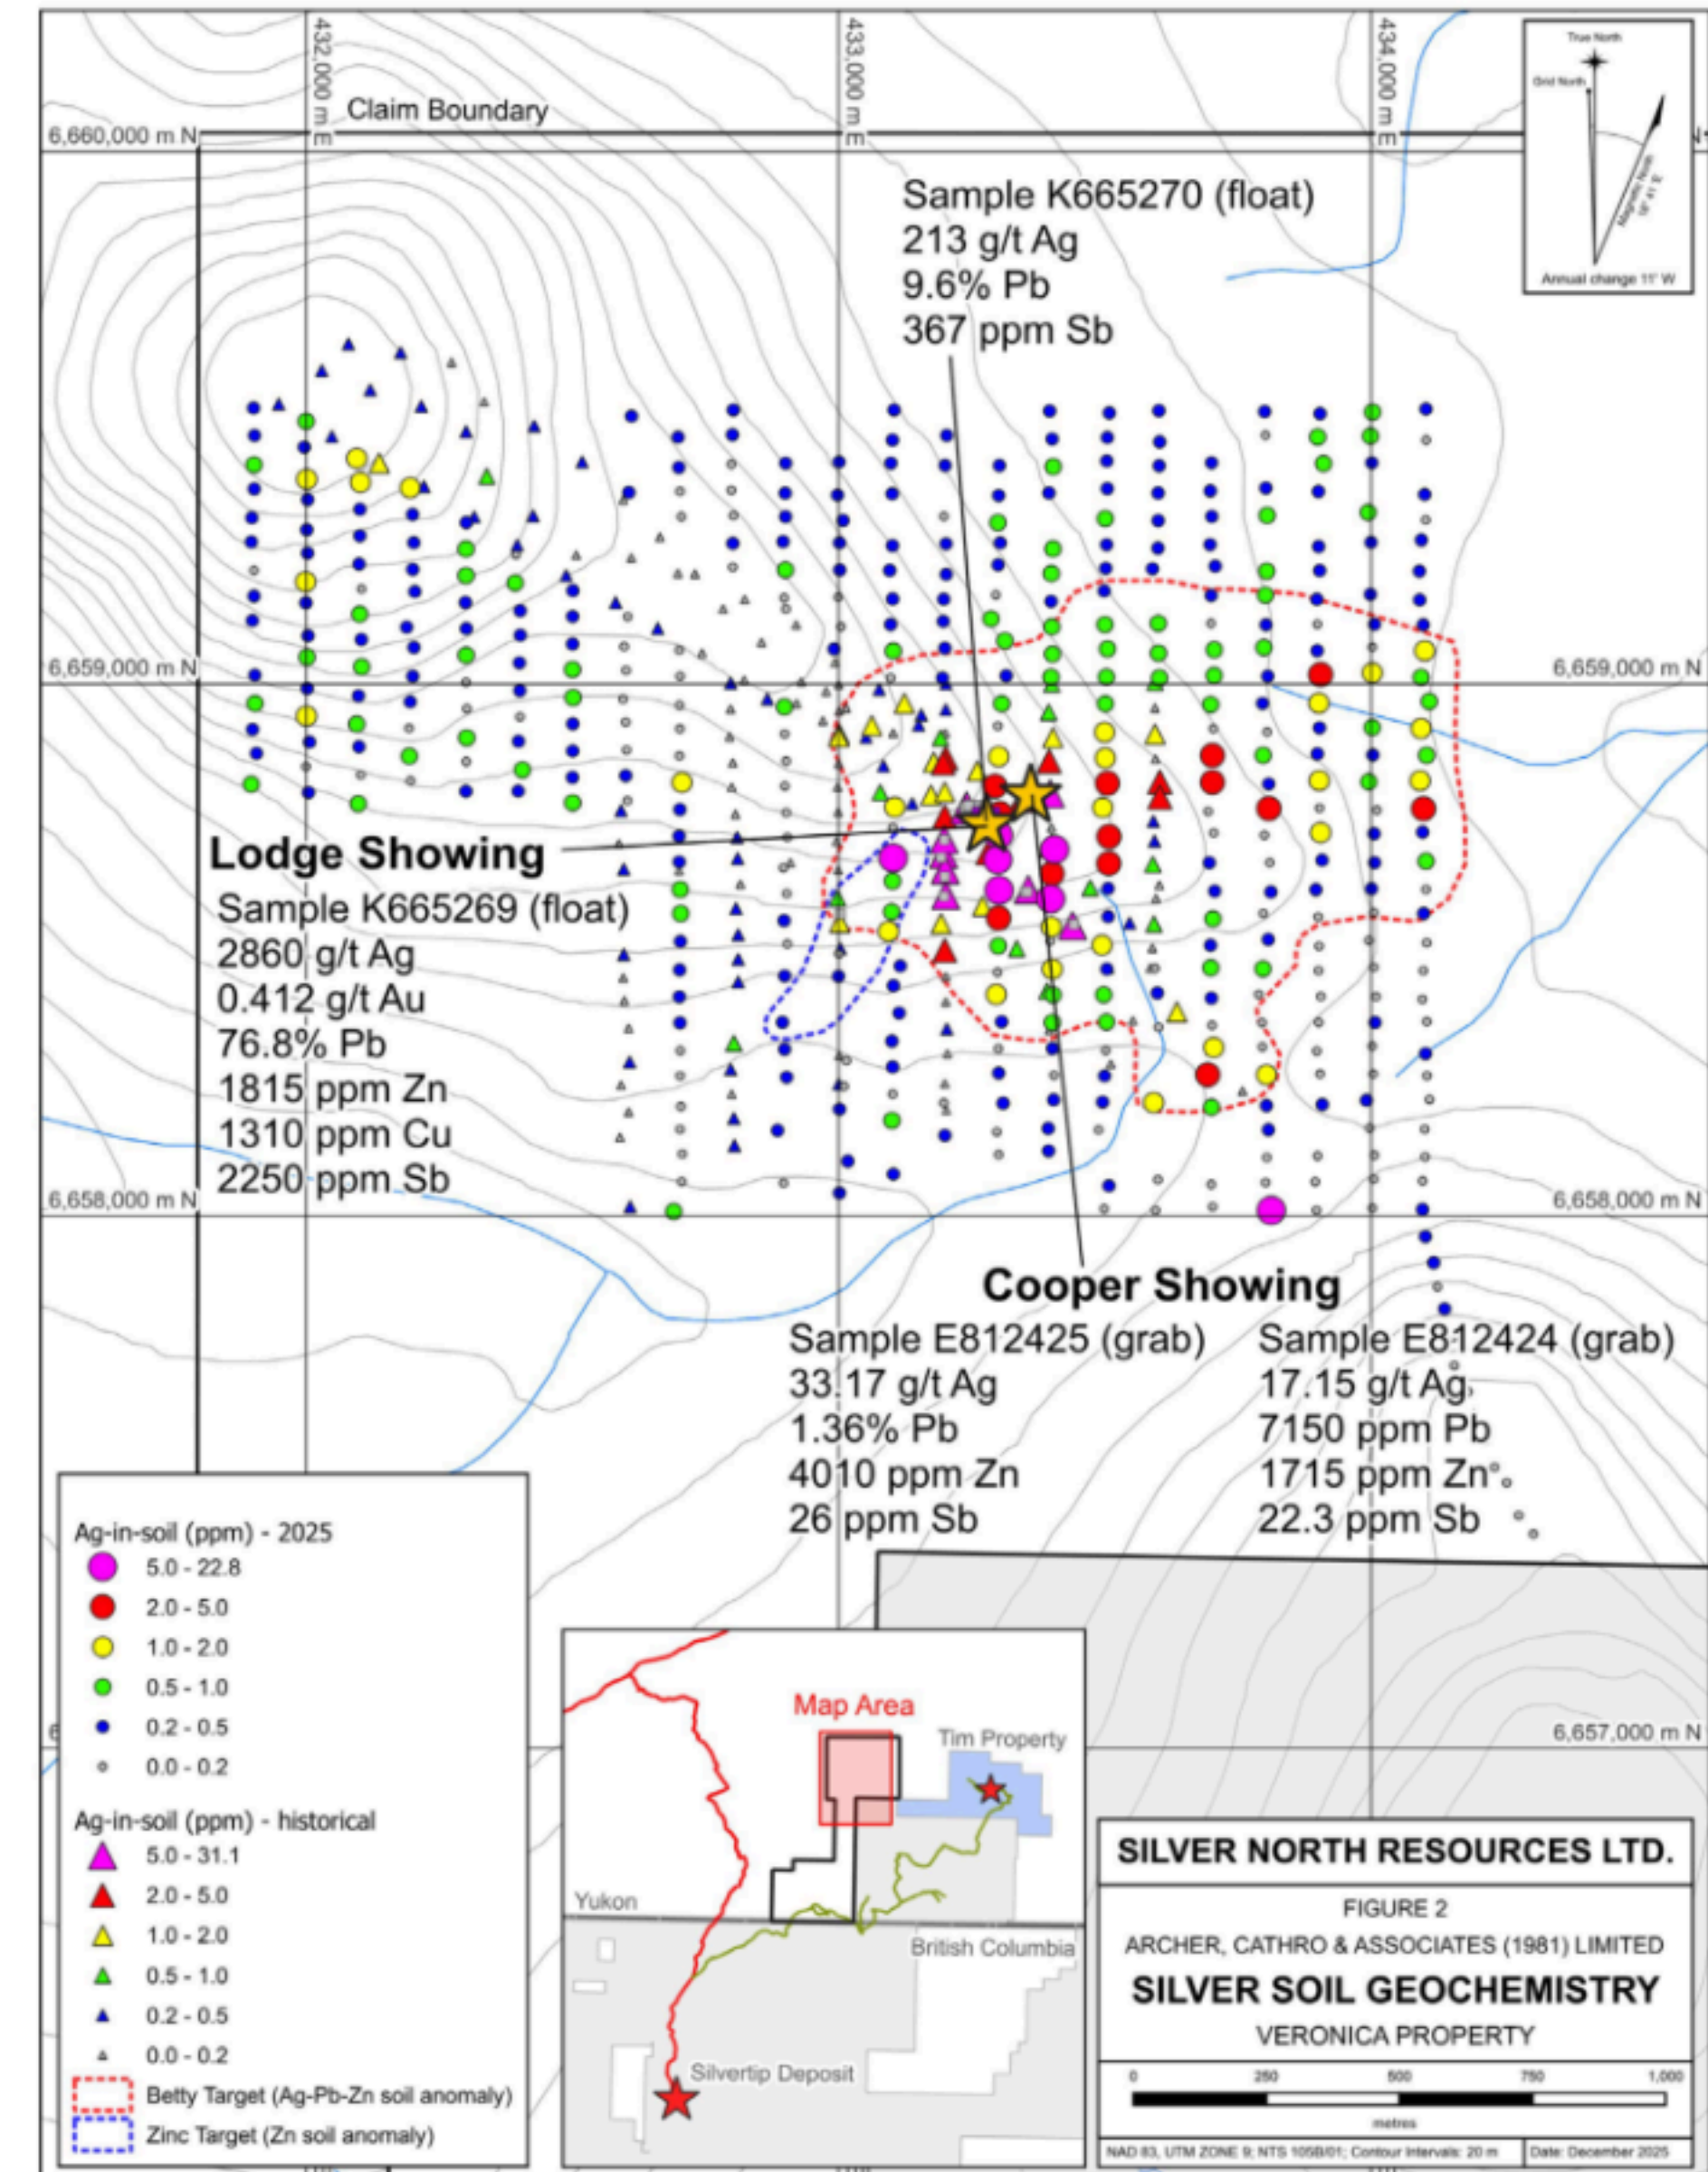 432,000 m E
433,000 m E
434,000 m E
True North
Grid North
Magnetic North
Annual change 11' W
Claim Boundary
6,660,000 m N
N
Sample K665270 (float)
213 g/t Ag
9.6% Pb
367 ppm Sb
6,659,000 m N
6,659,000 m N
Lodge Showing
Sample K665269 (float)
2860 g/t Ag
0.412 g/t Au
76.8% Pb
1815 ppm Zn
1310 ppm Cu
2250 ppm Sb
6,658,000 m N
6,658,000 m N
Cooper Showing
Sample E812425 (grab)
33.17 g/t Ag
1.36% Pb
4010 ppm Zn
26 ppm Sb
Sample E812424 (grab)
17.15 g/t Ag
7150 ppm Pb
1715 ppm Zn
22.3 ppm Sb
6,657,000 m N
Ag-in-soil (ppm) - 2025
5.0 - 22.8
2.0 - 5.0
1.0 - 2.0
0.5 - 1.0
0.2 - 0.5
0.0 - 0.2
Ag-in-soil (ppm) - historical
5.0 - 31.1
2.0 - 5.0
1.0 - 2.0
0.5 - 1.0
0.2 - 0.5
0.0 - 0.2
Betty Target (Ag-Pb-Zn soil anomaly)
Zinc Target (Zn soil anomaly)
Map Area
Tim Property
Yukon
British Columbia
Silvertip Deposit
SILVER NORTH RESOURCES LTD.
FIGURE 2
ARCHER, CATHRO & ASSOCIATES (1981) LIMITED
SILVER SOIL GEOCHEMISTRY
VERONICA PROPERTY
0 250 500 750 1,000
metres
NAD 83, UTM ZONE 9; NTS 105B/01; Contour Intervals: 20 m
Date: December 2025